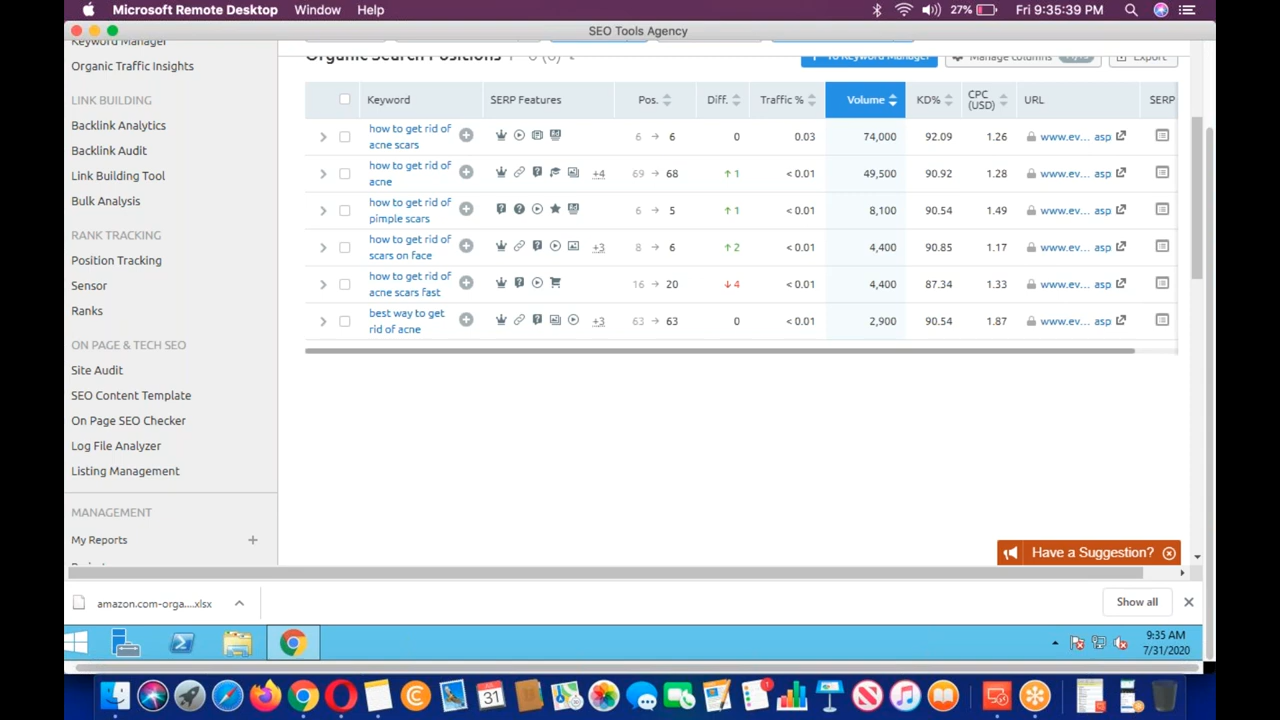 Microsoft Remote Desktop Window Help 27% Fri 9:35:39 PM
SEO Tools Agency
Keyword Manager
Organic Traffic Insights
LINK BUILDING
Backlink Analytics
Backlink Audit
Link Building Tool
Bulk Analysis
RANK TRACKING
Position Tracking
Sensor
Ranks
ON PAGE & TECH SEO
Site Audit
SEO Content Template
On Page SEO Checker
Log File Analyzer
Listing Management
MANAGEMENT
My Reports +
Organic Search Positions
To Keyword Manager Manage columns Export
Keyword SERP Features Pos. Diff. Traffic % Volume KD% CPC (USD) URL SERP
how to get rid of
acne scars
6 → 6 0 0.03 74,000 92.09 1.26 www.ev... asp
how to get rid of
acne
+4 69 → 68 ↑ 1 < 0.01 49,500 90.92 1.28 www.ev... asp
how to get rid of
pimple scars
6 → 5 ↑ 1 < 0.01 8,100 90.54 1.49 www.ev... asp
how to get rid of
scars on face
+3 8 → 6 ↑ 2 < 0.01 4,400 90.85 1.17 www.ev... asp
how to get rid of
acne scars fast
16 → 20 ↓ 4 < 0.01 4,400 87.34 1.33 www.ev... asp
best way to get
rid of acne
+3 63 → 63 0 < 0.01 2,900 90.54 1.87 www.ev... asp
Have a Suggestion?
amazon.com-orga....xlsx
Show all
9:35 AM
7/31/2020
31
1